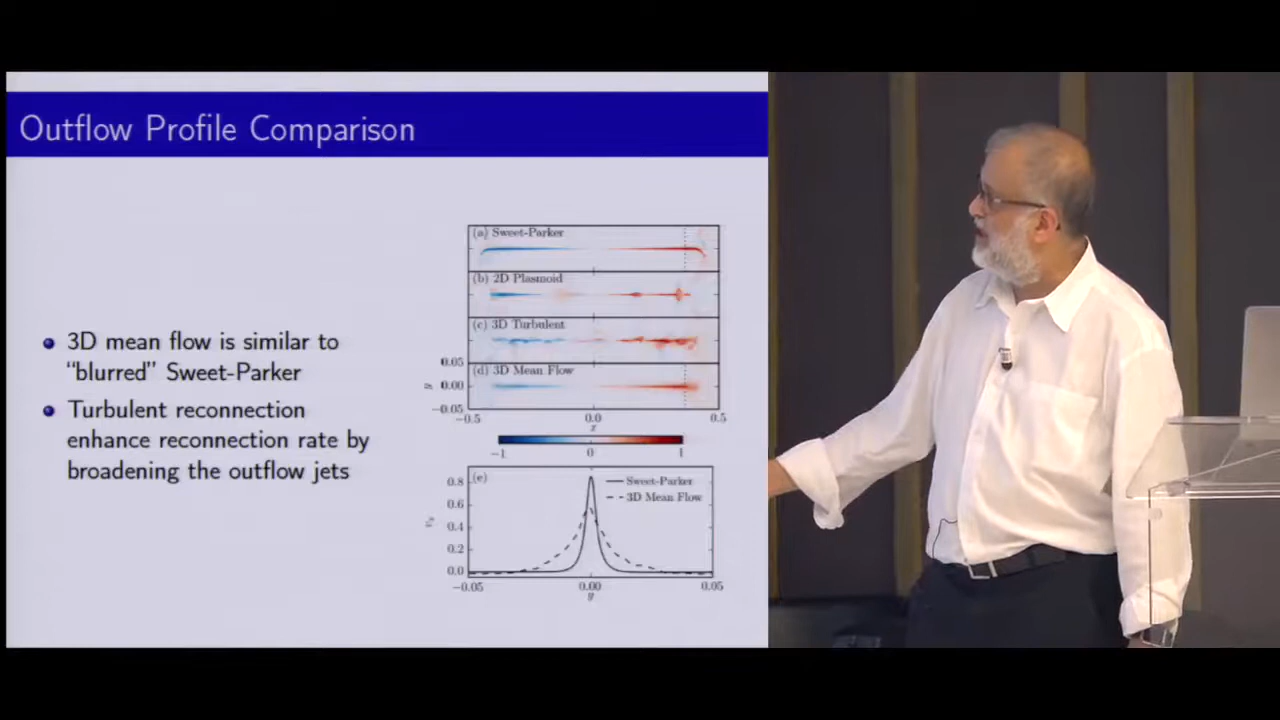 Outflow Profile Comparison
3D mean flow is similar to
“blurred” Sweet-Parker
Turbulent reconnection
enhance reconnection rate by
broadening the outflow jets
(a) Sweet-Parker
(b) 2D Plasmoid
(c) 3D Turbulent
(d) 3D Mean Flow
0.05
0.00
−0.05
y
−0.5
0.0
0.5
x
−1
0
1
(e)
Sweet-Parker
3D Mean Flow
0.8
0.6
0.4
0.2
0.0
−0.05
0.00
0.05
y